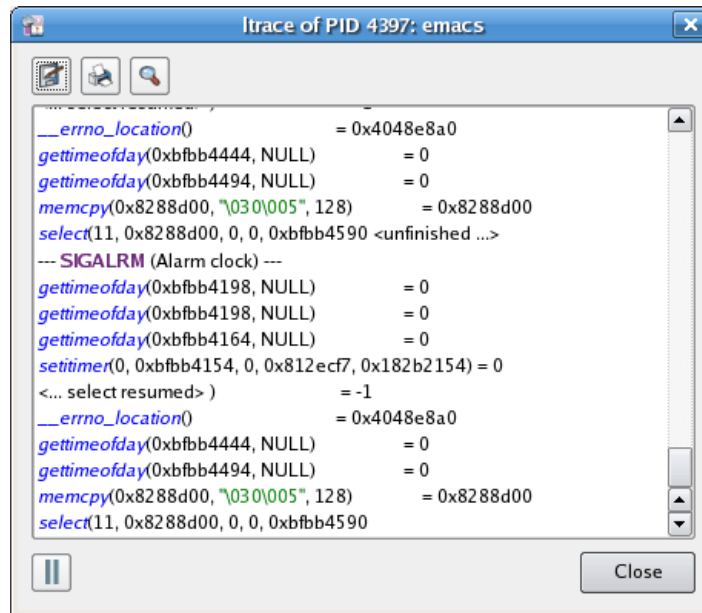 ltrace of PID 4397: emacs
<... select resumed> ) = -1
__errno_location() = 0x4048e8a0
gettimeofday(0xbfbb4444, NULL) = 0
gettimeofday(0xbfbb4494, NULL) = 0
memcpy(0x8288d00, "\030\005", 128) = 0x8288d00
select(11, 0x8288d00, 0, 0, 0xbfbb4590 <unfinished ...>
--- SIGALRM (Alarm clock) ---
gettimeofday(0xbfbb4198, NULL) = 0
gettimeofday(0xbfbb4198, NULL) = 0
gettimeofday(0xbfbb4164, NULL) = 0
setitimer(0, 0xbfbb4154, 0, 0x812ecf7, 0x182b2154) = 0
<... select resumed> ) = -1
__errno_location() = 0x4048e8a0
gettimeofday(0xbfbb4444, NULL) = 0
gettimeofday(0xbfbb4494, NULL) = 0
memcpy(0x8288d00, "\030\005", 128) = 0x8288d00
select(11, 0x8288d00, 0, 0, 0xbfbb4590
Close